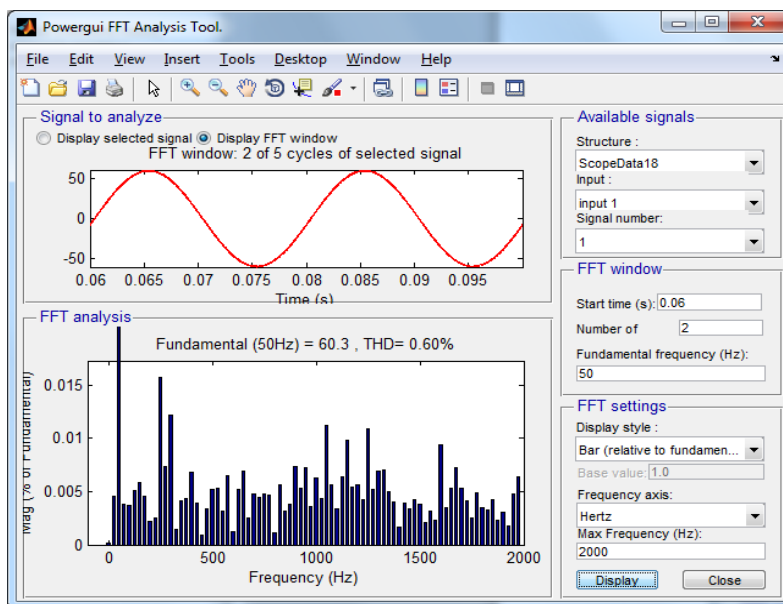 Powergui FFT Analysis Tool.
File Edit View Insert Tools Desktop Window Help
Signal to analyze
Display selected signal Display FFT window
FFT window: 2 of 5 cycles of selected signal
50
0
-50
0.06 0.065 0.07 0.075 0.08 0.085 0.09 0.095
Time (s)
FFT analysis
Fundamental (50Hz) = 60.3 , THD= 0.60%
Mag (% of Fundamental)
0.015
0.01
0.005
0
0 500 1000 1500 2000
Frequency (Hz)
Available signals
Structure :
ScopeData18
Input :
input 1
Signal number:
1
FFT window
Start time (s): 0.06
Number of 2
Fundamental frequency (Hz):
50
FFT settings
Display style :
Bar (relative to fundamen...
Base value: 1.0
Frequency axis:
Hertz
Max Frequency (Hz):
2000
Display Close